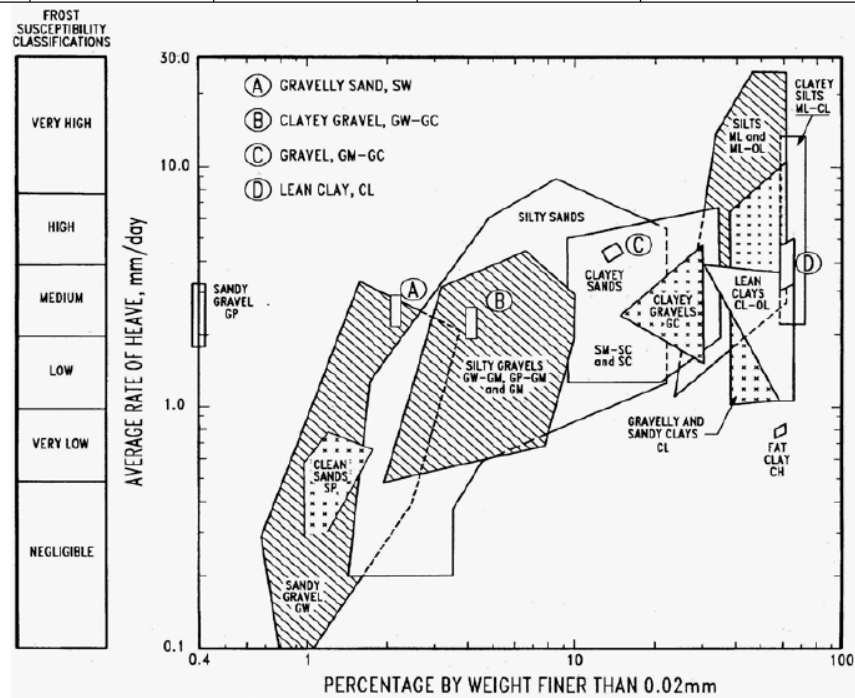 FROST
SUSCEPTIBILITY
CLASSIFICATIONS
VERY HIGH
HIGH
MEDIUM
LOW
VERY LOW
NEGLIGIBLE
AVERAGE RATE OF HEAVE, mm/day
30.0
10.0
1.0
0.1
A GRAVELLY SAND, SW
B CLAYEY GRAVEL, GW-GC
C GRAVEL, GM-GC
D LEAN CLAY, CL
CLAYEY
SILTS
ML-CL
SILTS
ML and
ML-OL
SILTY SANDS
C
D
SANDY
GRAVEL
GP
A
B
CLAYEY
SANDS
CLAYEY
GRAVELS
GC
LEAN
CLAYS
CL-OL
SM-SC
and SC
SILTY GRAVELS
GW-GM, GP-GM
and GM
GRAVELLY AND
SANDY CLAYS
CL
FAT
CLAY
CH
CLEAN
SANDS
SP
SANDY
GRAVEL
GW
0.4
1
10
100
PERCENTAGE BY WEIGHT FINER THAN 0.02mm